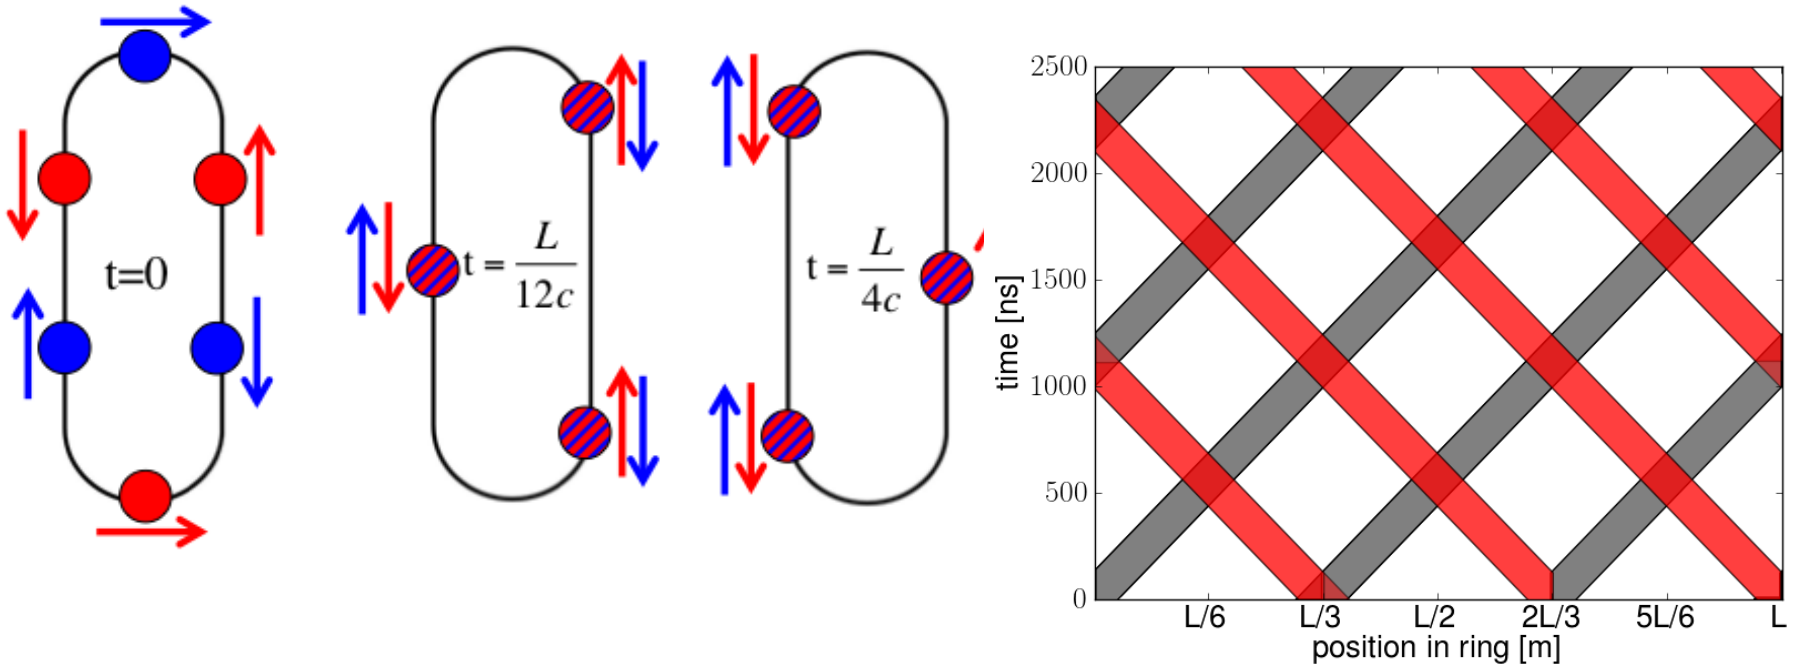 t=0
t = L/12c
t = L/4c
time [ns]
2500
2000
1500
1000
500
0
L/6 L/3 L/2 2L/3 5L/6 L
position in ring [m]